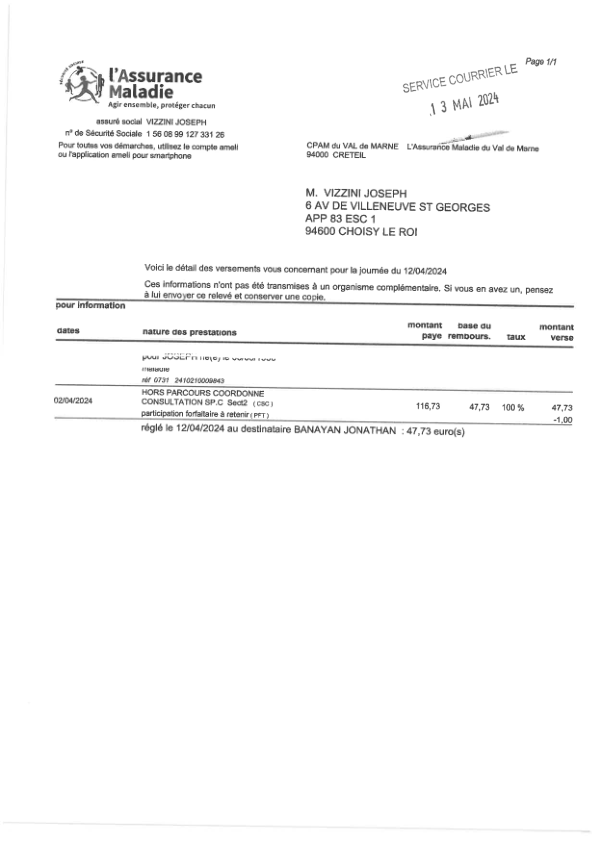 Page 1/1
SÉCURITÉ SOCIALE
l'Assurance
Maladie
Agir ensemble, protéger chacun
SERVICE COURRIER LE
13 MAI 2024
assuré social VIZZINI JOSEPH
n° de Sécurité Sociale 1 56 08 99 127 331 26
Pour toutes vos démarches, utilisez le compte ameli
ou l'application ameli pour smartphone
CPAM du VAL de MARNE L'Assurance Maladie du Val de Marne
94000 CRETEIL
M. VIZZINI JOSEPH
6 AV DE VILLENEUVE ST GEORGES
APP 83 ESC 1
94600 CHOISY LE ROI
Voici le détail des versements vous concernant pour la journée du 12/04/2024
Ces informations n'ont pas été transmises à un organisme complémentaire. Si vous en avez un, pensez
à lui envoyer ce relevé et conserver une copie.
pour information
dates nature des prestations montant paye base du rembours. taux montant verse
pour JOSEPH né(e) le
maladie
réf 0731 2410210009843
HORS PARCOURS COORDONNE
02/04/2024 CONSULTATION SP.C Sect2 (CSC) 116,73 47,73 100 % 47,73
participation forfaitaire à retenir (PFT) -1,00
réglé le 12/04/2024 au destinataire BANAYAN JONATHAN : 47,73 euro(s)